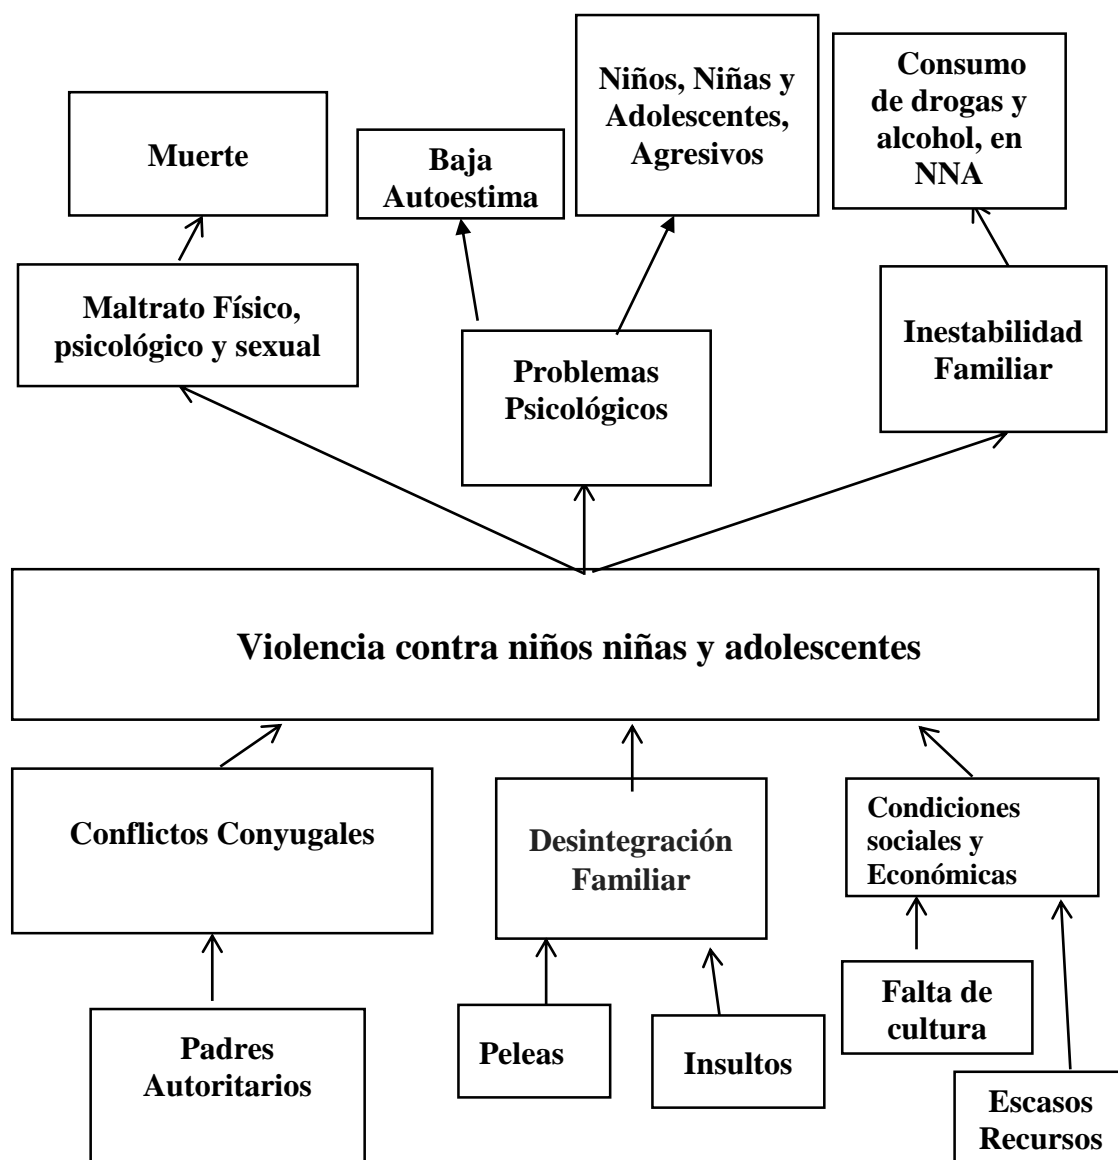 Muerte
Baja
Autoestima
Niños, Niñas y
Adolescentes,
Agresivos
Consumo
de drogas y
alcohol, en
NNA
Maltrato Físico,
psicológico y sexual
Problemas
Psicológicos
Inestabilidad
Familiar
Violencia contra niños niñas y adolescentes
Conflictos Conyugales
Desintegración
Familiar
Condiciones
sociales y
Económicas
Padres
Autoritarios
Peleas
Insultos
Falta de
cultura
Escasos
Recursos